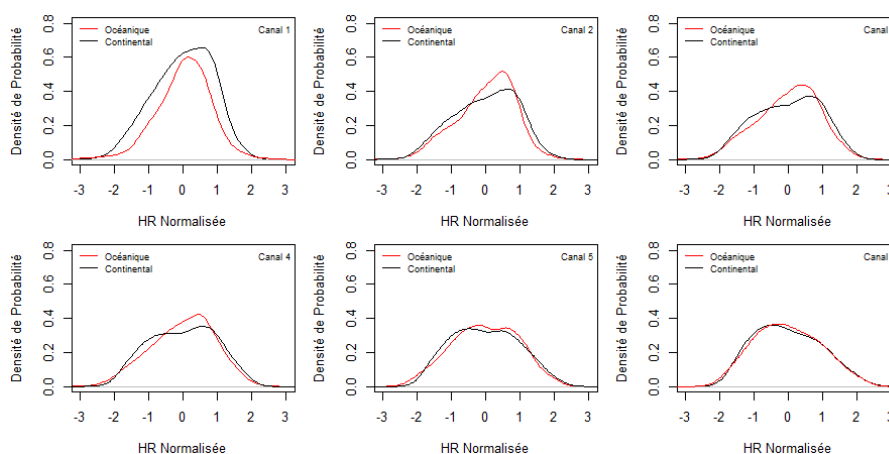 Densité de Probabilité
0.0 0.2 0.4 0.6 0.8
Océanique
Continental
Canal 1
-3 -2 -1 0 1 2 3
HR Normalisée
Densité de Probabilité
0.0 0.2 0.4 0.6 0.8
Océanique
Continental
Canal 2
-3 -2 -1 0 1 2 3
HR Normalisée
Densité de Probabilité
0.0 0.2 0.4 0.6 0.8
Océanique
Continental
Canal
-3 -2 -1 0 1 2 3
HR Normalisée
Densité de Probabilité
0.0 0.2 0.4 0.6 0.8
Océanique
Continental
Canal 4
-3 -2 -1 0 1 2 3
HR Normalisée
Densité de Probabilité
0.0 0.2 0.4 0.6 0.8
Océanique
Continental
Canal 5
-3 -2 -1 0 1 2 3
HR Normalisée
Densité de Probabilité
0.0 0.2 0.4 0.6 0.8
Océanique
Continental
Canal
-3 -2 -1 0 1 2 3
HR Normalisée